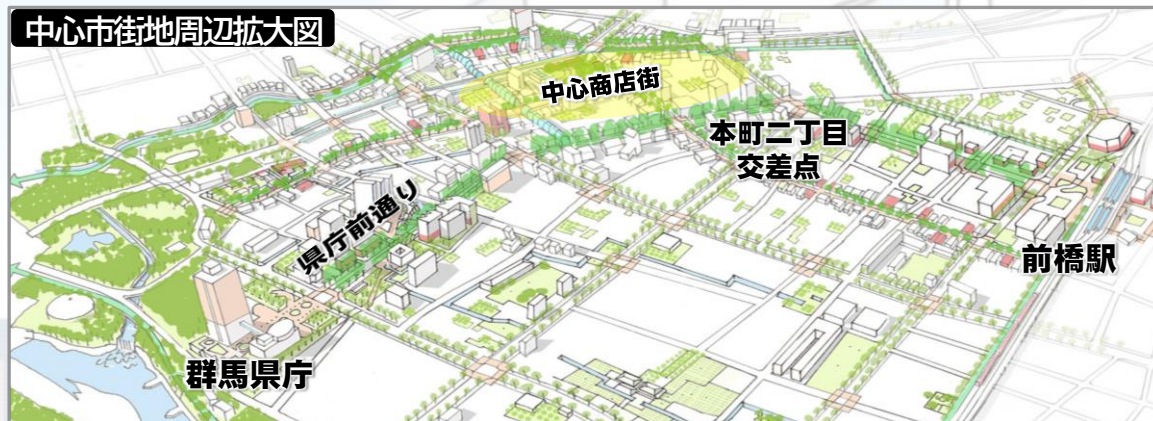 中心市街地周辺拡大図
中心商店街
本町二丁目
交差点
県庁前通り
前橋駅
群馬県庁